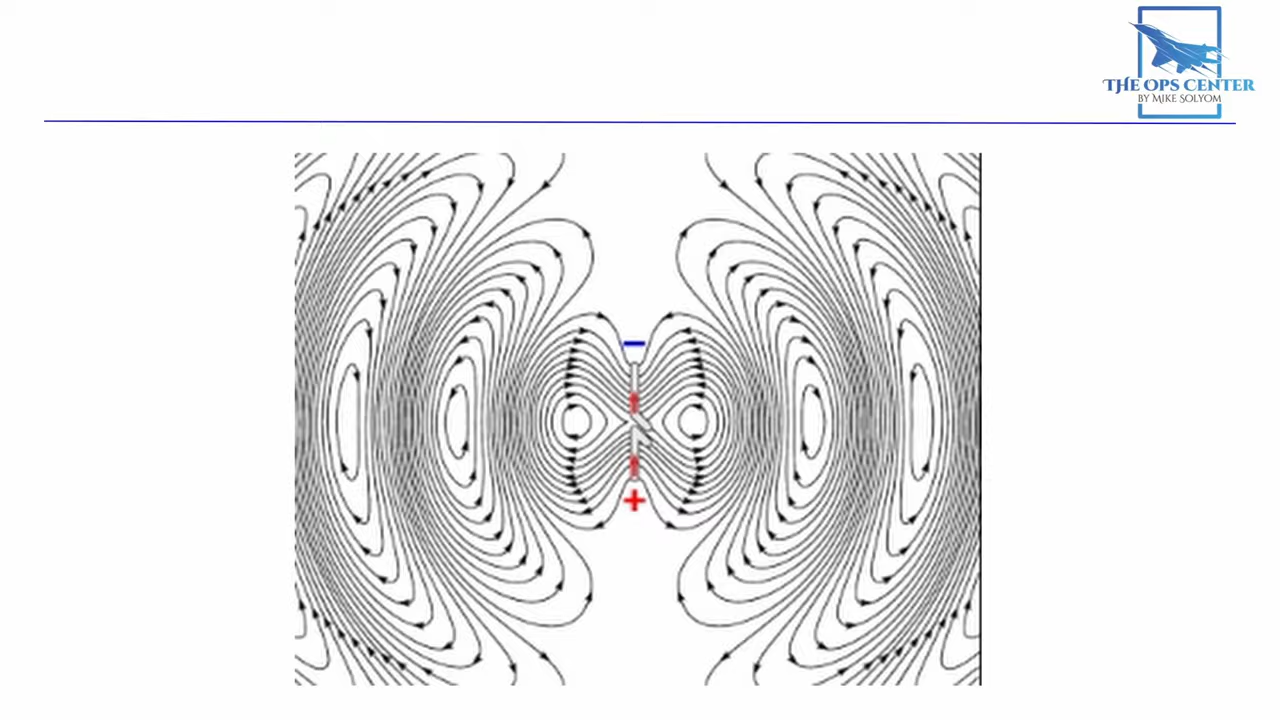 THE OPS CENTER
BY MIKE SOLYOM
−
+